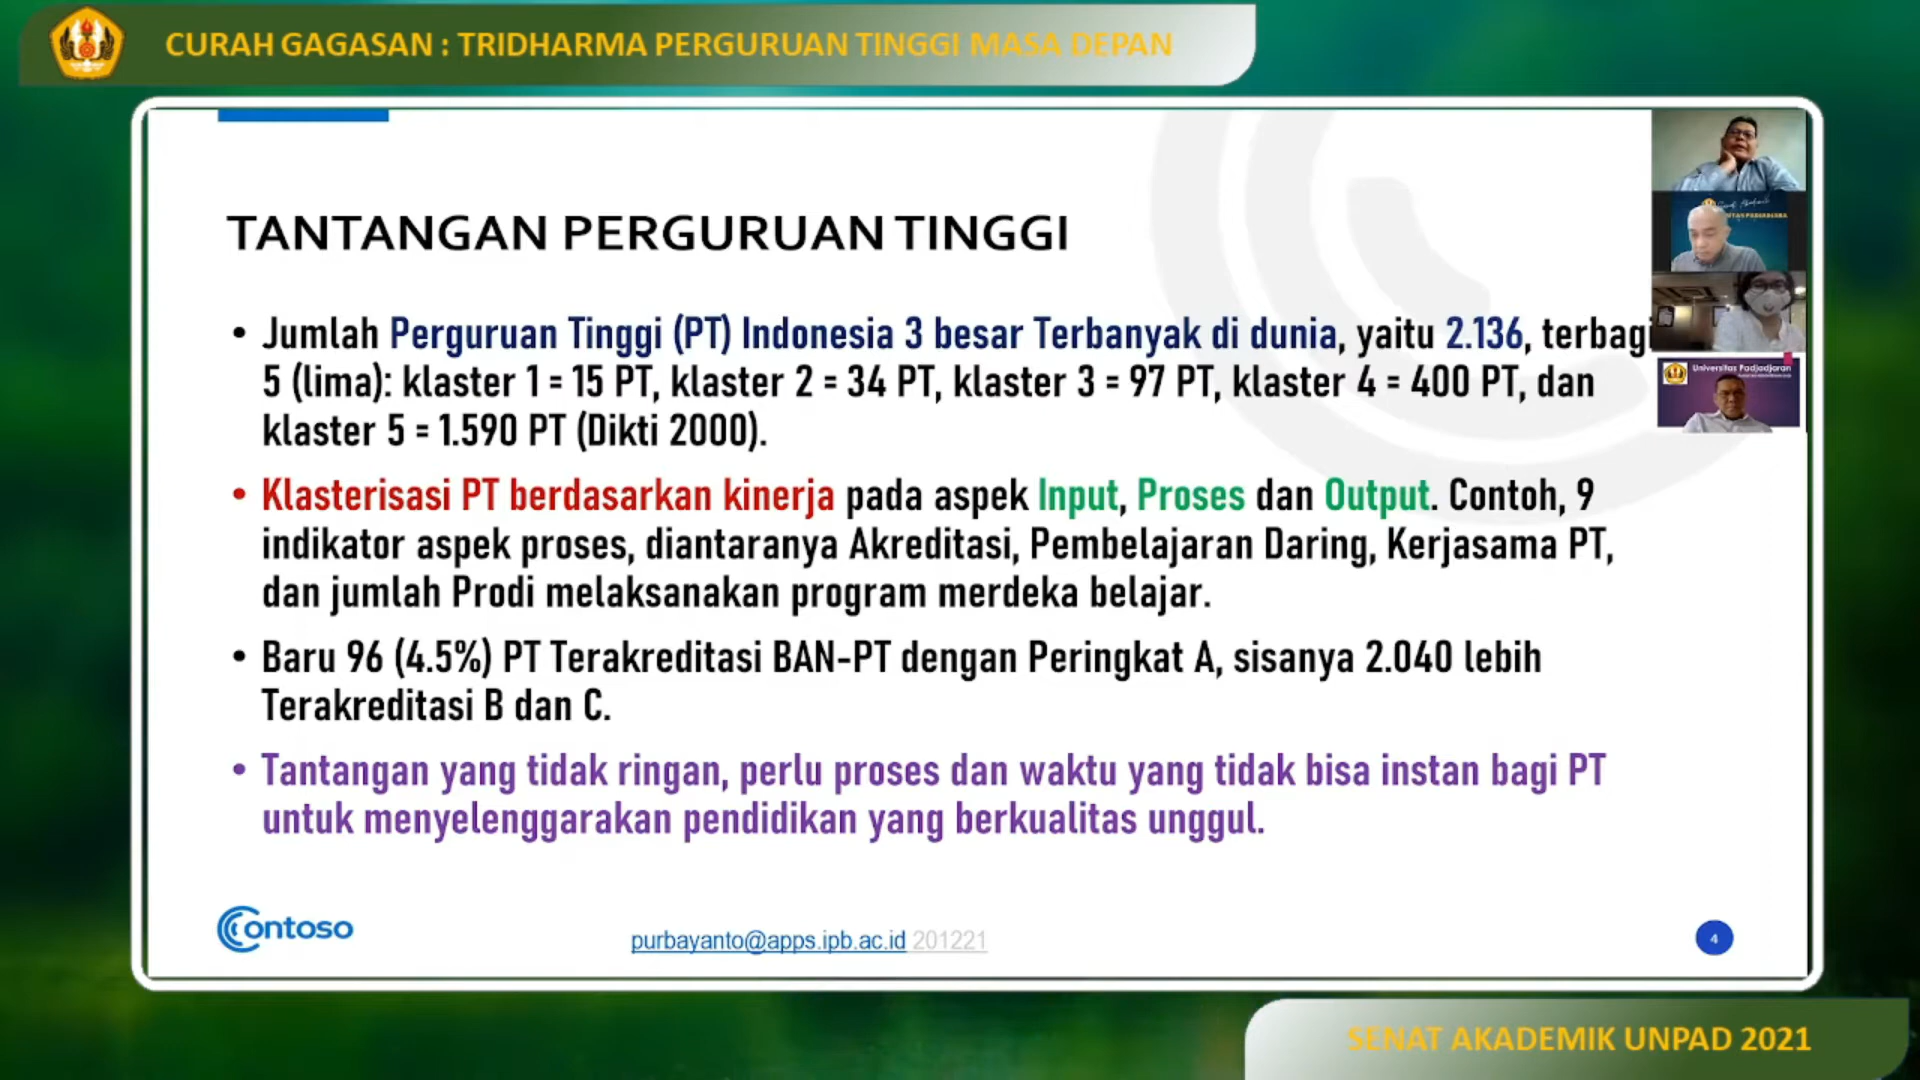 CURAH GAGASAN : TRIDHARMA PERGURUAN TINGGI MASA DEPAN
TANTANGAN PERGURUAN TINGGI
• Jumlah Perguruan Tinggi (PT) Indonesia 3 besar Terbanyak di dunia, yaitu 2.136, terbagi
5 (lima): klaster 1 = 15 PT, klaster 2 = 34 PT, klaster 3 = 97 PT, klaster 4 = 400 PT, dan
klaster 5 = 1.590 PT (Dikti 2000).
• Klasterisasi PT berdasarkan kinerja pada aspek Input, Proses dan Output. Contoh, 9
indikator aspek proses, diantaranya Akreditasi, Pembelajaran Daring, Kerjasama PT,
dan jumlah Prodi melaksanakan program merdeka belajar.
• Baru 96 (4.5%) PT Terakreditasi BAN-PT dengan Peringkat A, sisanya 2.040 lebih
Terakreditasi B dan C.
• Tantangan yang tidak ringan, perlu proses dan waktu yang tidak bisa instan bagi PT
untuk menyelenggarakan pendidikan yang berkualitas unggul.
Universitas Padjadjaran
Contoso
purbayanto@apps.ipb.ac.id 201221
4
SENAT AKADEMIK UNPAD 2021